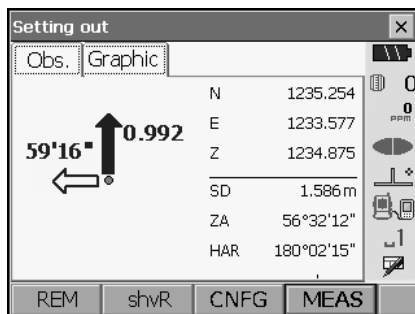 Setting out
Obs. Graphic
N 1235.254
E 1233.577
Z 1234.875
0.992
59'16"
SD 1.586m
ZA 56°32'12"
HAR 180°02'15"
0
0
PPM
1
REM shvR CNFG MEAS